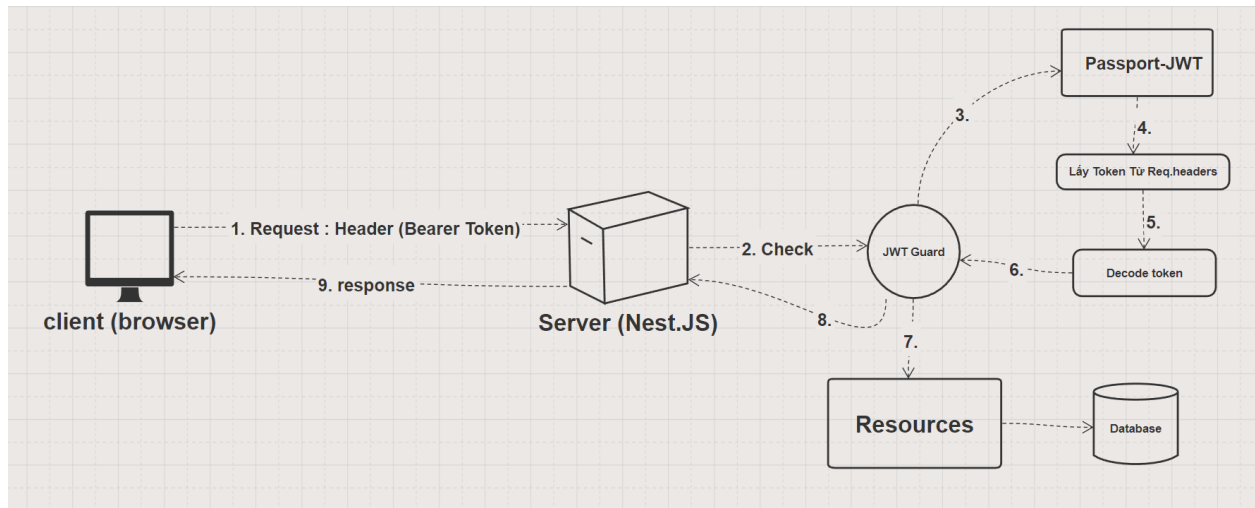 Passport-JWT
3.
4.
Lấy Token Từ Req.headers
1. Request : Header (Bearer Token)
5.
2. Check
JWT Guard
6.
Decode token
9. response
client (browser)
Server (Nest.JS)
8.
7.
Resources
Database